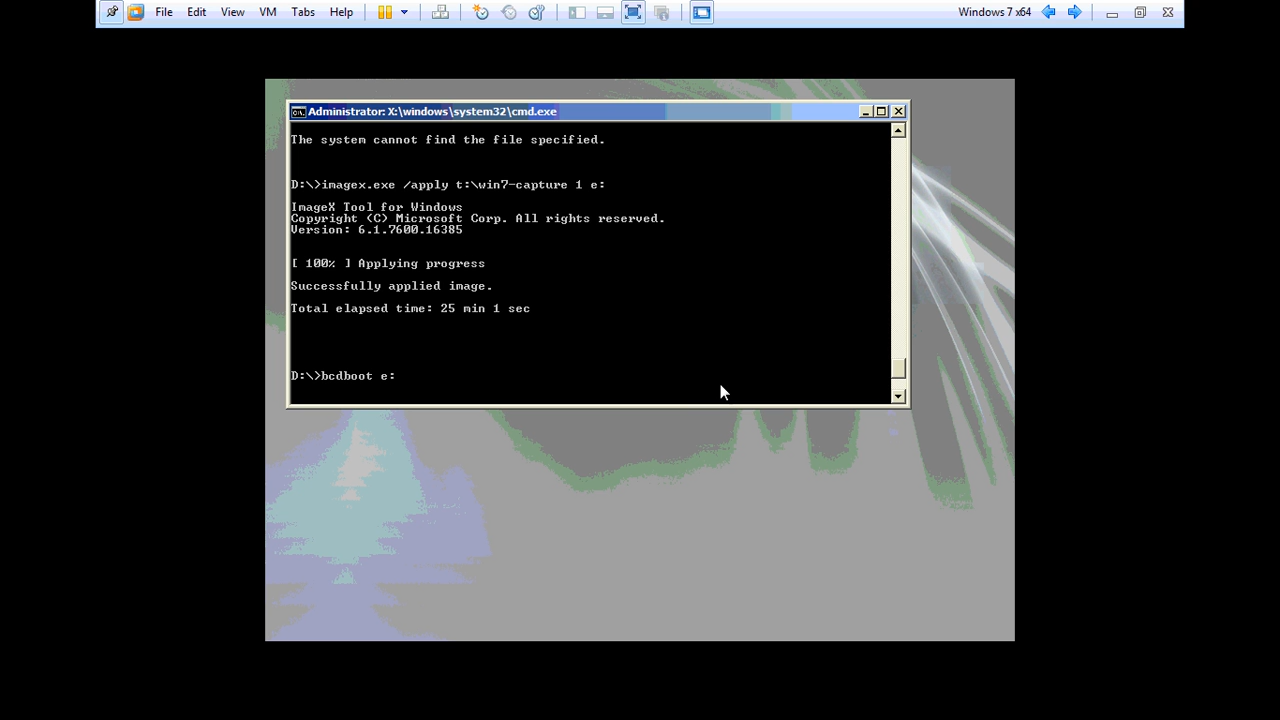 File Edit View VM Tabs Help Windows 7 x64
Administrator: X:\windows\system32\cmd.exe
The system cannot find the file specified.
D:\>imagex.exe /apply t:\win7-capture 1 e:
ImageX Tool for Windows
Copyright (C) Microsoft Corp. All rights reserved.
Version: 6.1.7600.16385
[ 100% ] Applying progress
Successfully applied image.
Total elapsed time: 25 min 1 sec
D:\>bcdboot e: